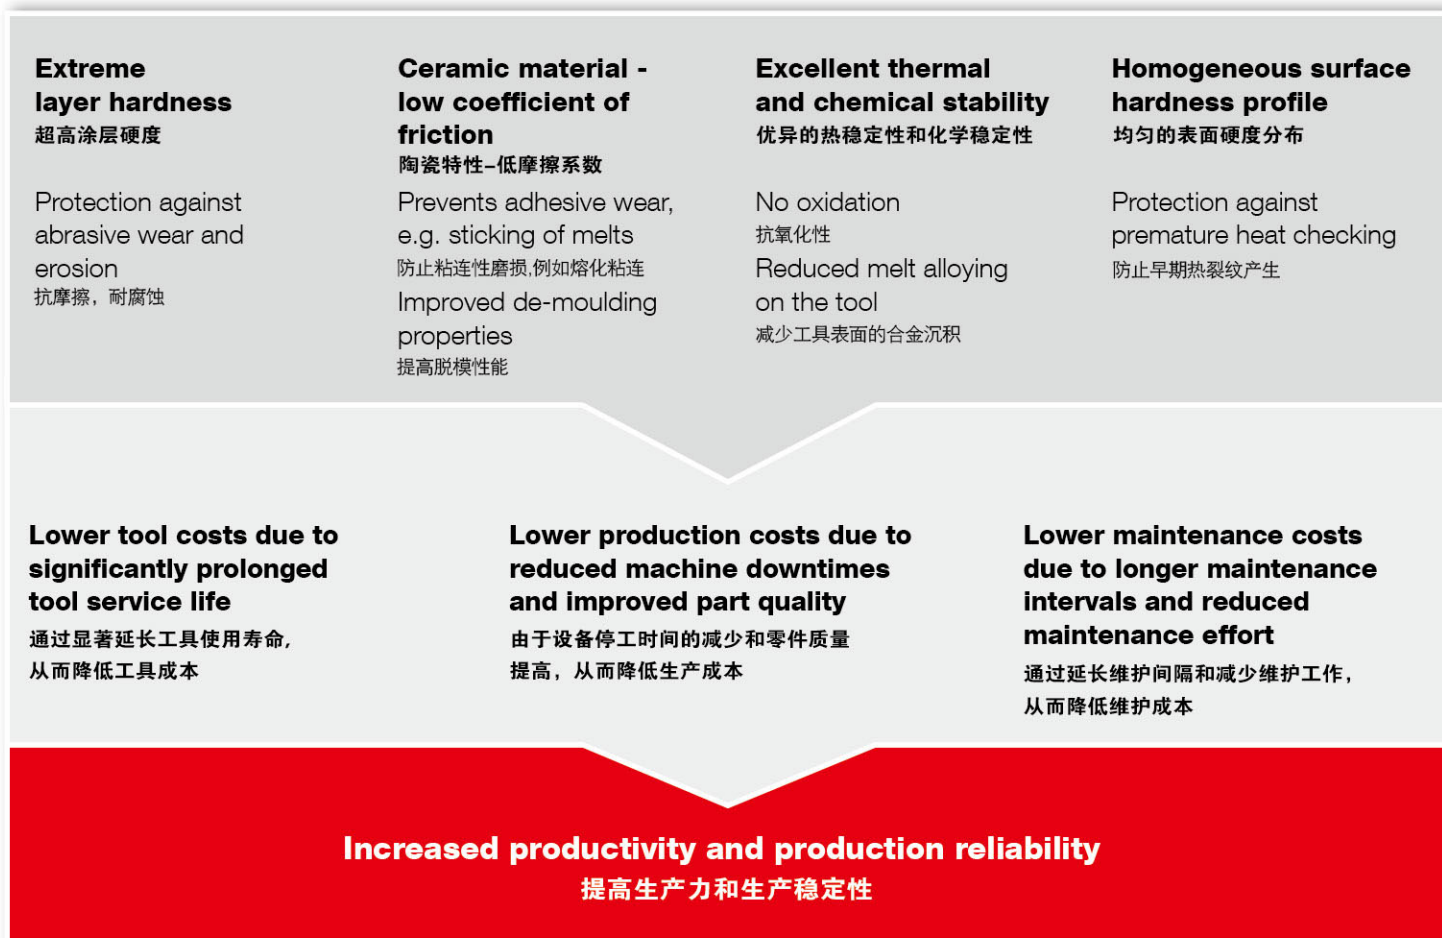 Extreme
layer hardness
超高涂层硬度
Protection against
abrasive wear and
erosion
抗摩擦，耐腐蚀
Ceramic material -
low coefficient of
friction
陶瓷特性–低摩擦系数
Prevents adhesive wear,
e.g. sticking of melts
防止粘连性磨损,例如熔化粘连
Improved de-moulding
properties
提高脱模性能
Excellent thermal
and chemical stability
优异的热稳定性和化学稳定性
No oxidation
抗氧化性
Reduced melt alloying
on the tool
减少工具表面的合金沉积
Homogeneous surface
hardness profile
均匀的表面硬度分布
Protection against
premature heat checking
防止早期热裂纹产生
Lower tool costs due to
significantly prolonged
tool service life
通过显著延长工具使用寿命,
从而降低工具成本
Lower production costs due to
reduced machine downtimes
and improved part quality
由于设备停工时间的减少和零件质量
提高，从而降低生产成本
Lower maintenance costs
due to longer maintenance
intervals and reduced
maintenance effort
通过延长维护间隔和减少维护工作，
从而降低维护成本
Increased productivity and production reliability
提高生产力和生产稳定性